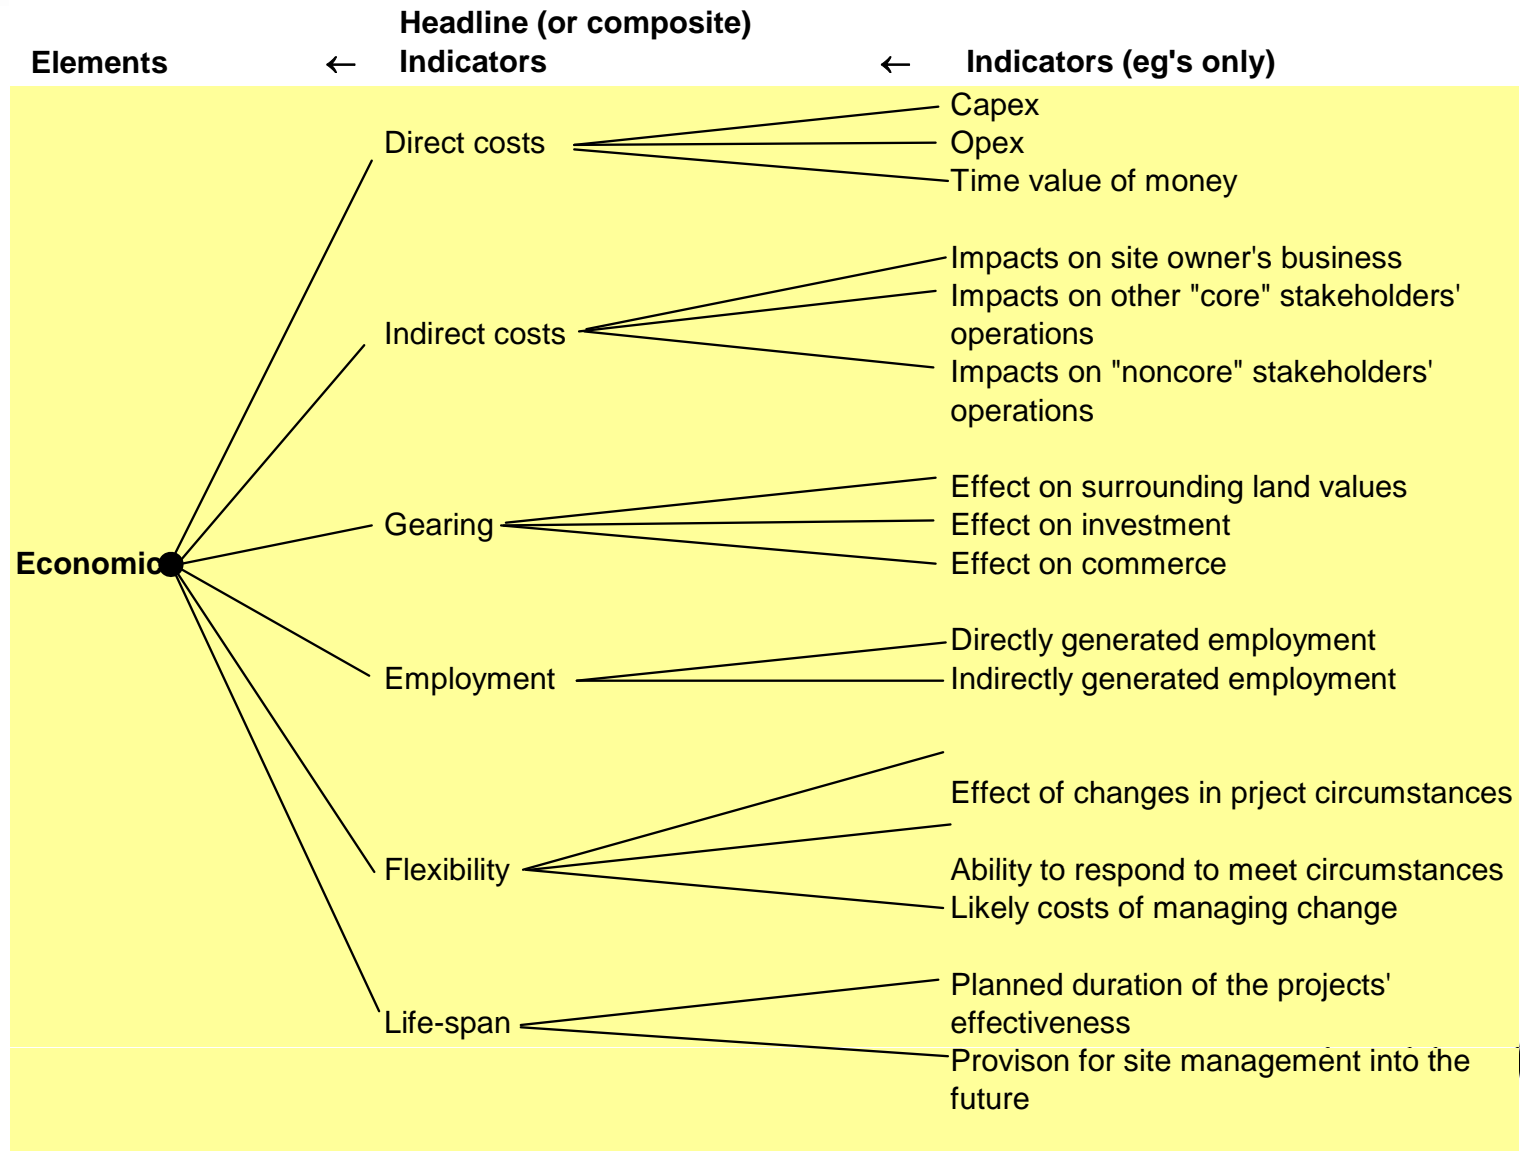 Headline (or composite)
Elements ← Indicators ← Indicators (eg's only)
Capex
Direct costs Opex
Time value of money
Impacts on site owner's business
Impacts on other "core" stakeholders'
Indirect costs operations
Impacts on "noncore" stakeholders'
operations
Effect on surrounding land values
Gearing Effect on investment
Economic Effect on commerce
Directly generated employment
Employment Indirectly generated employment
Effect of changes in prject circumstances
Flexibility Ability to respond to meet circumstances
Likely costs of managing change
Planned duration of the projects'
Life-span effectiveness
Provison for site management into the
future